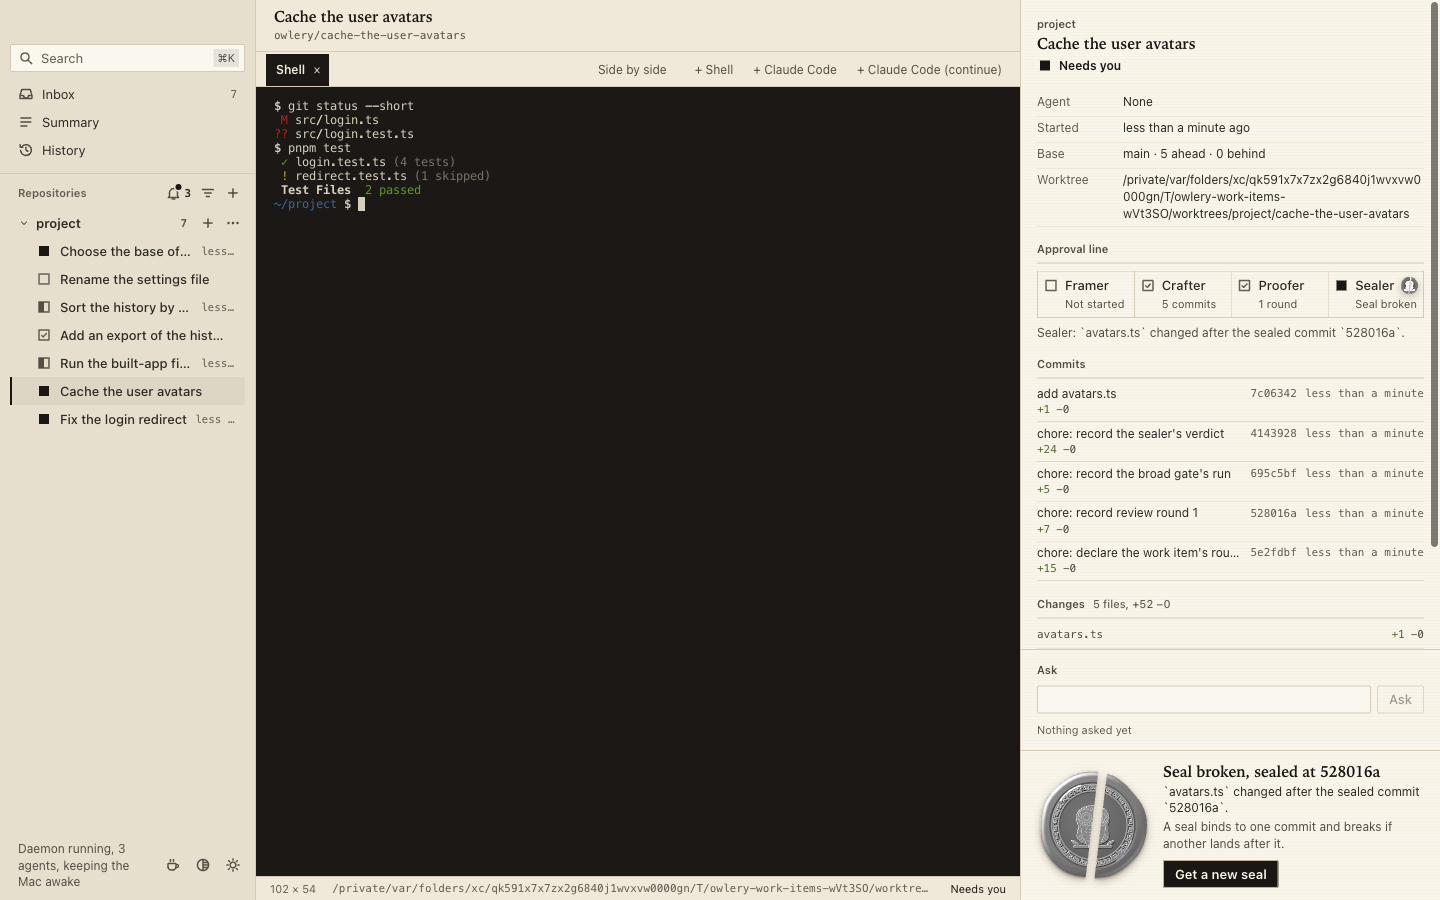 Search ⌘K
Inbox 7
Summary
History
Repositories 3
project 7
Choose the base of... less...
Rename the settings file
Sort the history by ... less...
Add an export of the hist...
Run the built-app fi... less...
Cache the user avatars
Fix the login redirect less ...
Daemon running, 3
agents, keeping the
Mac awake
Cache the user avatars
owlery/cache-the-user-avatars
Shell × Side by side + Shell + Claude Code + Claude Code (continue)
$ git status --short
M src/login.ts
?? src/login.test.ts
$ pnpm test
✓ login.test.ts (4 tests)
! redirect.test.ts (1 skipped)
Test Files 2 passed
~/project $
102 × 54 /private/var/folders/xc/qk591x7x7zx2g6840j1wvxvw0000gn/T/owlery-work-items-wVt3SO/worktre... Needs you
project
Cache the user avatars
Needs you
Agent None
Started less than a minute ago
Base main · 5 ahead · 0 behind
Worktree /private/var/folders/xc/qk591x7x7zx2g6840j1wvxvw0
000gn/T/owlery-work-items-
wVt3SO/worktrees/project/cache-the-user-avatars
Approval line
Framer Crafter Proofer Sealer
Not started 5 commits 1 round Seal broken
Sealer: `avatars.ts` changed after the sealed commit `528016a`.
Commits
add avatars.ts 7c06342 less than a minute
+1 −0
chore: record the sealer's verdict 4143928 less than a minute
+24 −0
chore: record the broad gate's run 695c5bf less than a minute
+5 −0
chore: record review round 1 528016a less than a minute
+7 −0
chore: declare the work item's rou... 5e2fdbf less than a minute
+15 −0
Changes 5 files, +52 −0
avatars.ts +1 −0
Ask
Ask
Nothing asked yet
Seal broken, sealed at 528016a
`avatars.ts` changed after the sealed commit
`528016a`.
A seal binds to one commit and breaks if
another lands after it.
Get a new seal